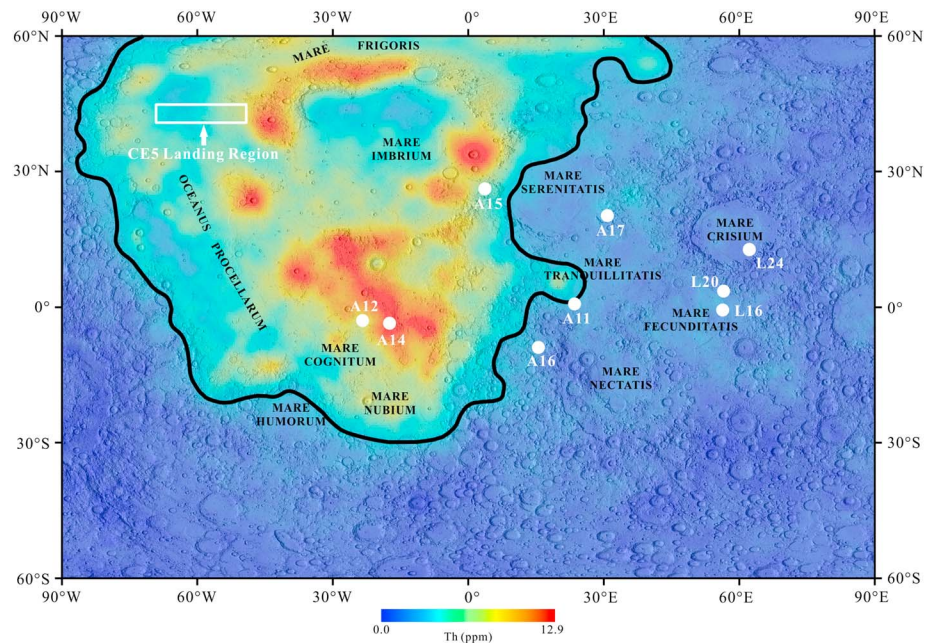 90°W 60°W 30°W 0° 30°E 60°E 90°E
60°N 60°N
MARE FRIGORIS
CE5 Landing Region
MARE
IMBRIUM
30°N 30°N
OCEANUS PROCELLARUM
A15
MARE
SERENITATIS
A17
MARE
CRISIUM
L24
MARE
TRANQUILLITATIS
L20
0° 0°
A12
A14
A11
L16
MARE
FECUNDITATIS
MARE
COGNITUM
A16
MARE
NECTATIS
MARE
NUBIUM
MARE
HUMORUM
30°S 30°S
60°S 60°S
90°W 60°W 30°W 0° 30°E 60°E 90°E
0.0 12.9
Th (ppm)